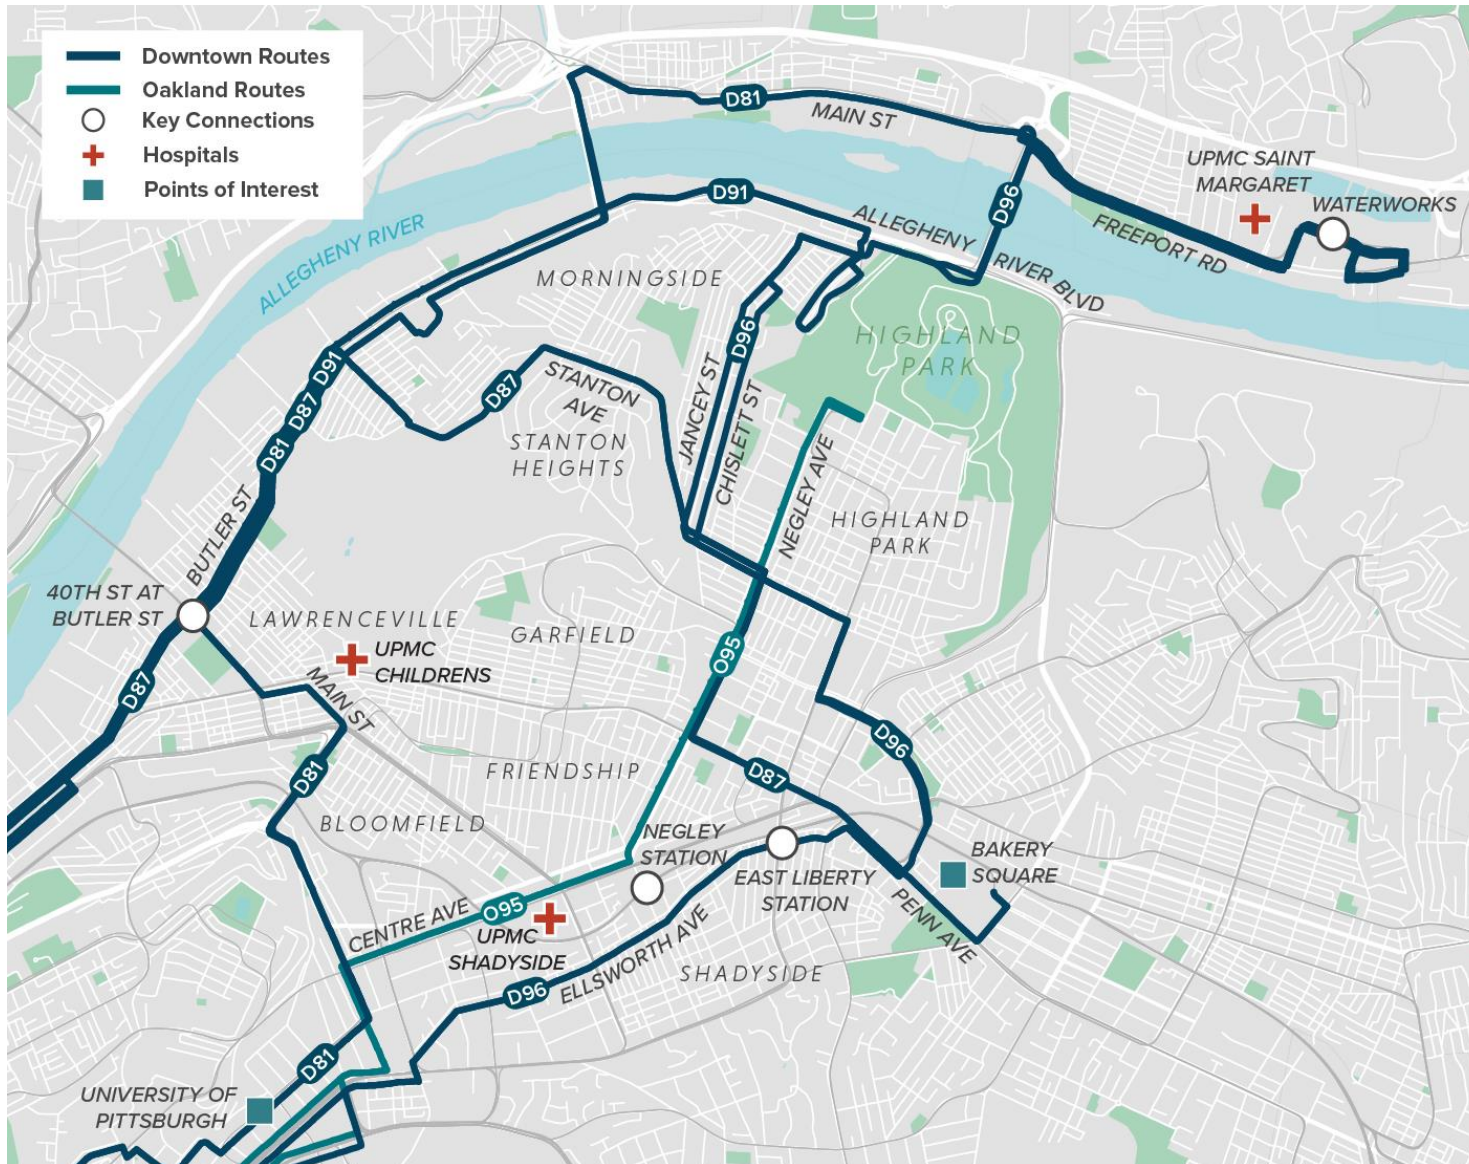 Downtown Routes
Oakland Routes
Key Connections
Hospitals
Points of Interest
D81
MAIN ST
UPMC SAINT
MARGARET
WATERWORKS
D91
D96
ALLEGHENY
RIVER BLVD
FREEPORT RD
ALLEGHENY RIVER
MORNINGSIDE
HIGHLAND
PARK
D96
D91
D87
D81
D87
STANTON
AVE
JANCEY ST
CHISLETT ST
STANTON
HEIGHTS
NEGLEY AVE
BUTLER ST
HIGHLAND
PARK
40TH ST AT
BUTLER ST
LAWRENCEVILLE
GARFIELD
UPMC
CHILDRENS
O95
D87
MAIN ST
D96
D81
FRIENDSHIP
D87
BLOOMFIELD
NEGLEY
STATION
BAKERY
SQUARE
EAST LIBERTY
STATION
CENTRE AVE
O95
UPMC
SHADYSIDE
ELLSWORTH AVE
PENN AVE
SHADYSIDE
D96
D81
UNIVERSITY OF
PITTSBURGH